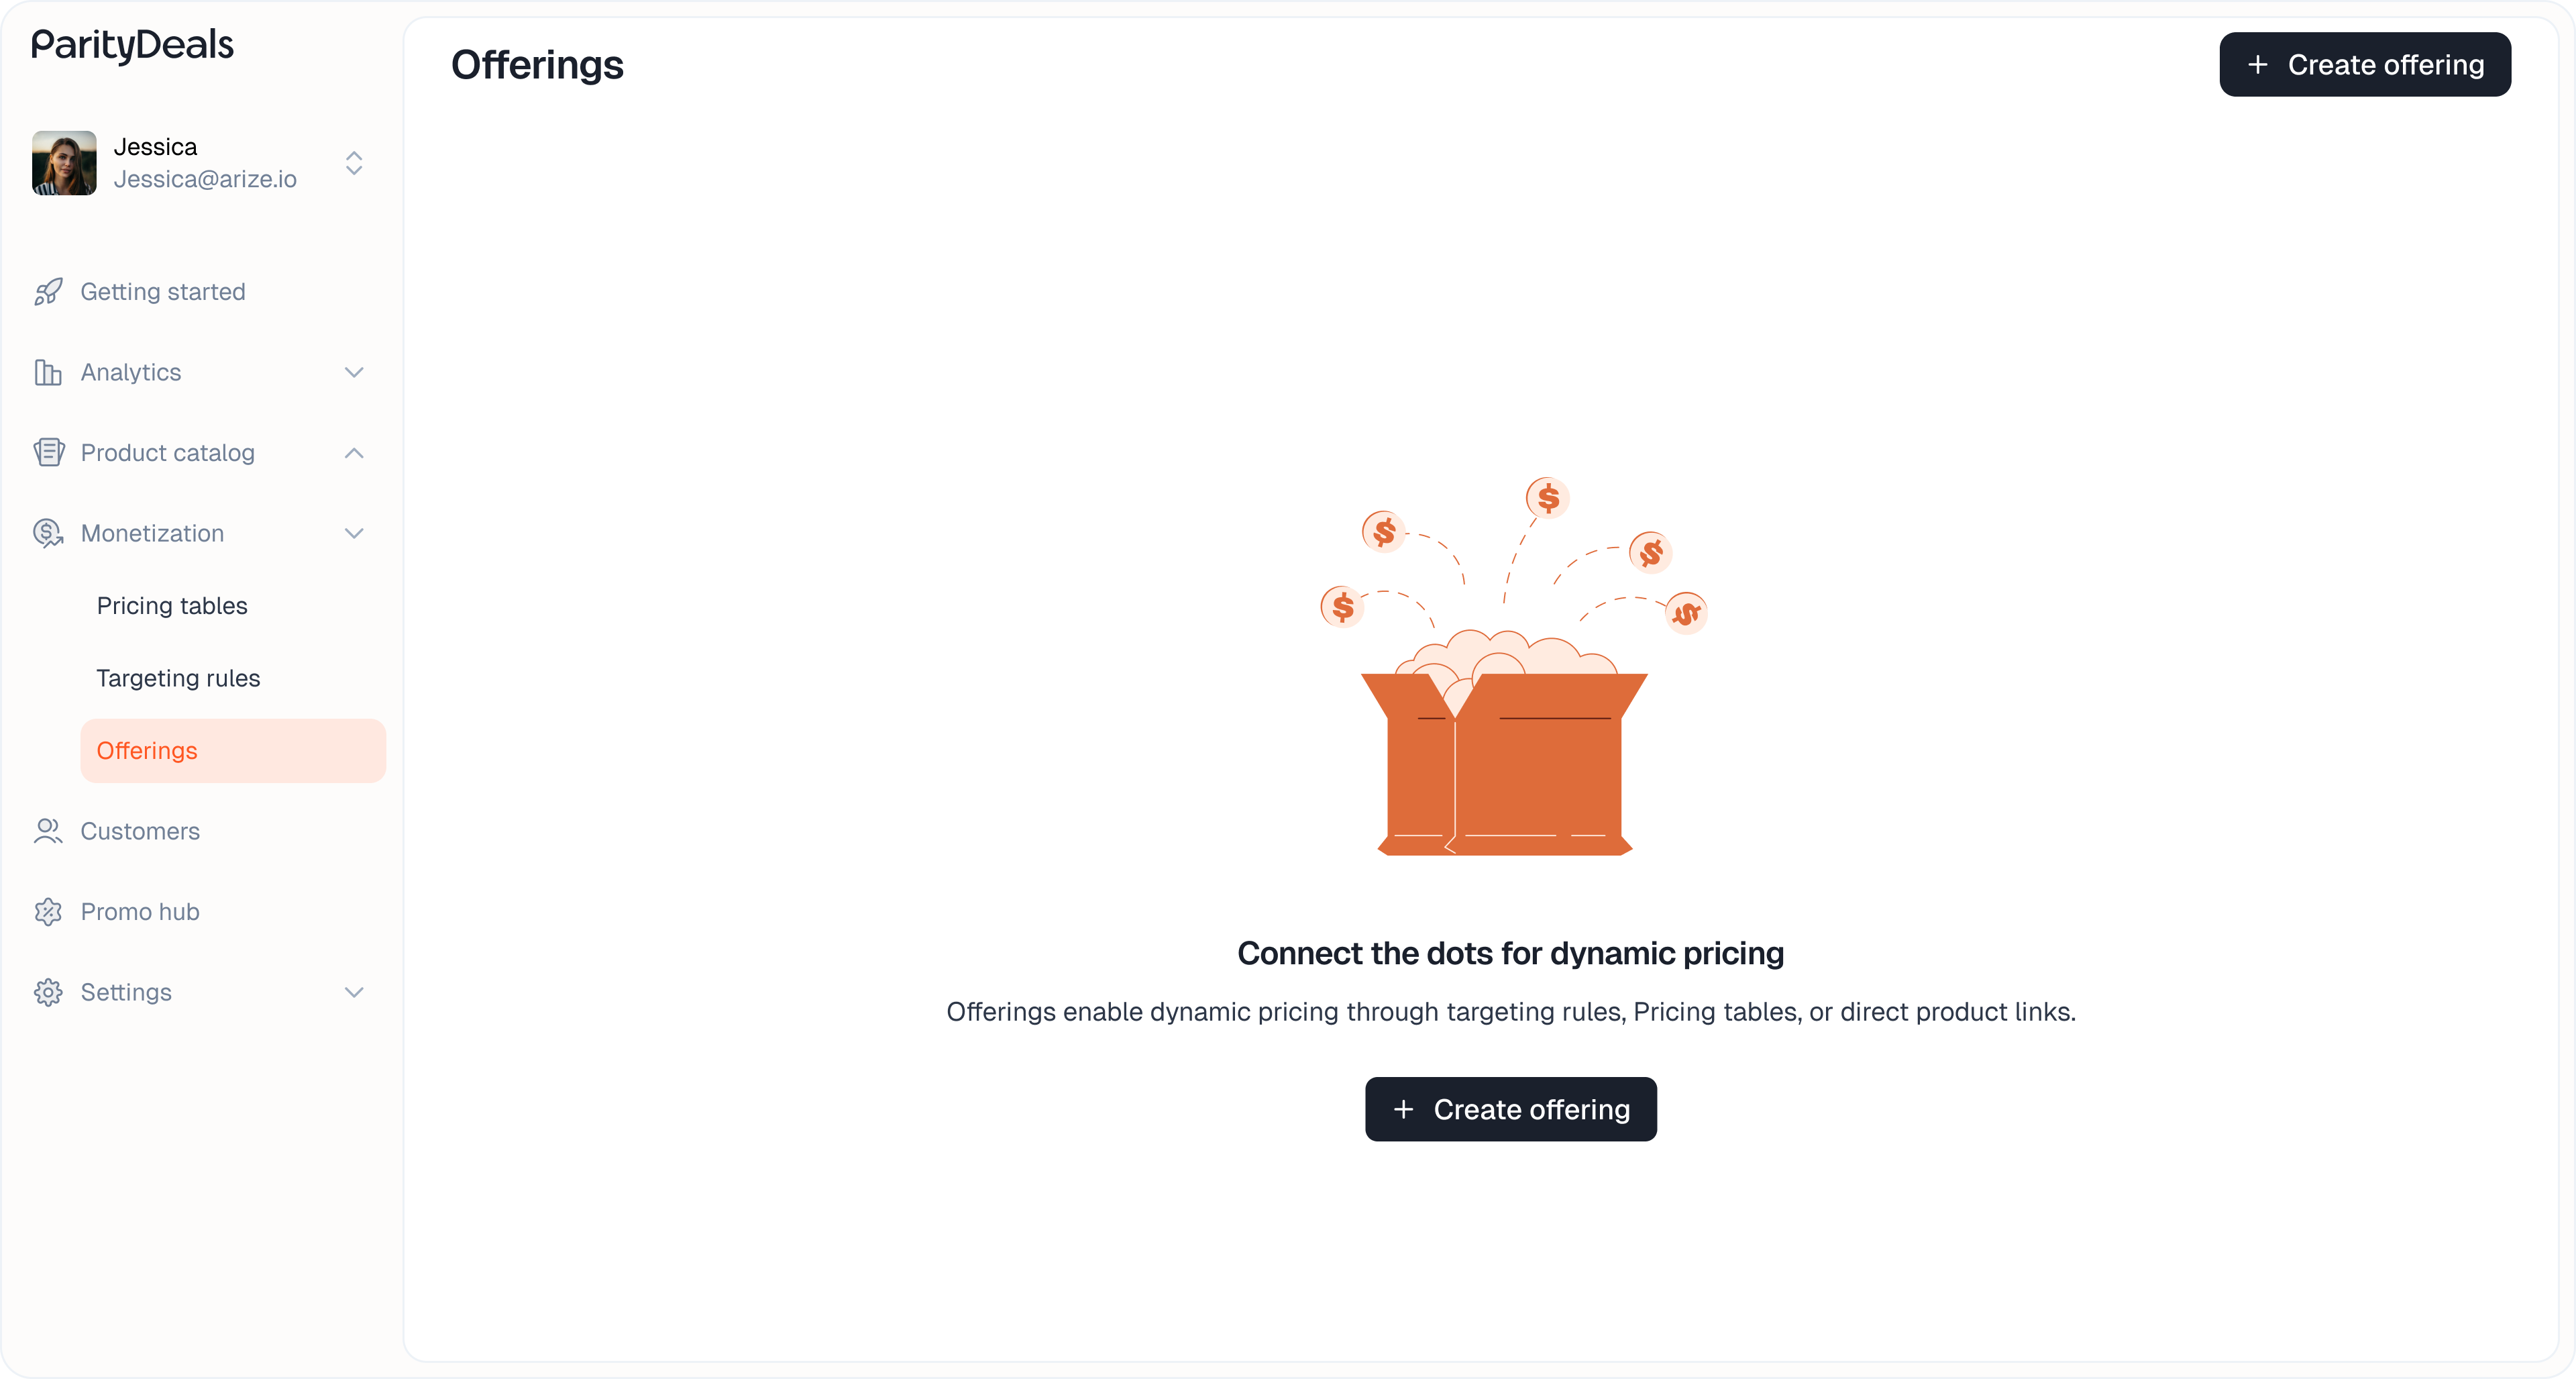 ParityDeals
Offerings
+ Create offering
Jessica
Jessica@arize.io
Getting started
Analytics
Product catalog
Monetization
Pricing tables
Targeting rules
Offerings
Customers
Promo hub
Settings
$
$
$
$
$
Connect the dots for dynamic pricing
Offerings enable dynamic pricing through targeting rules, Pricing tables, or direct product links.
+ Create offering